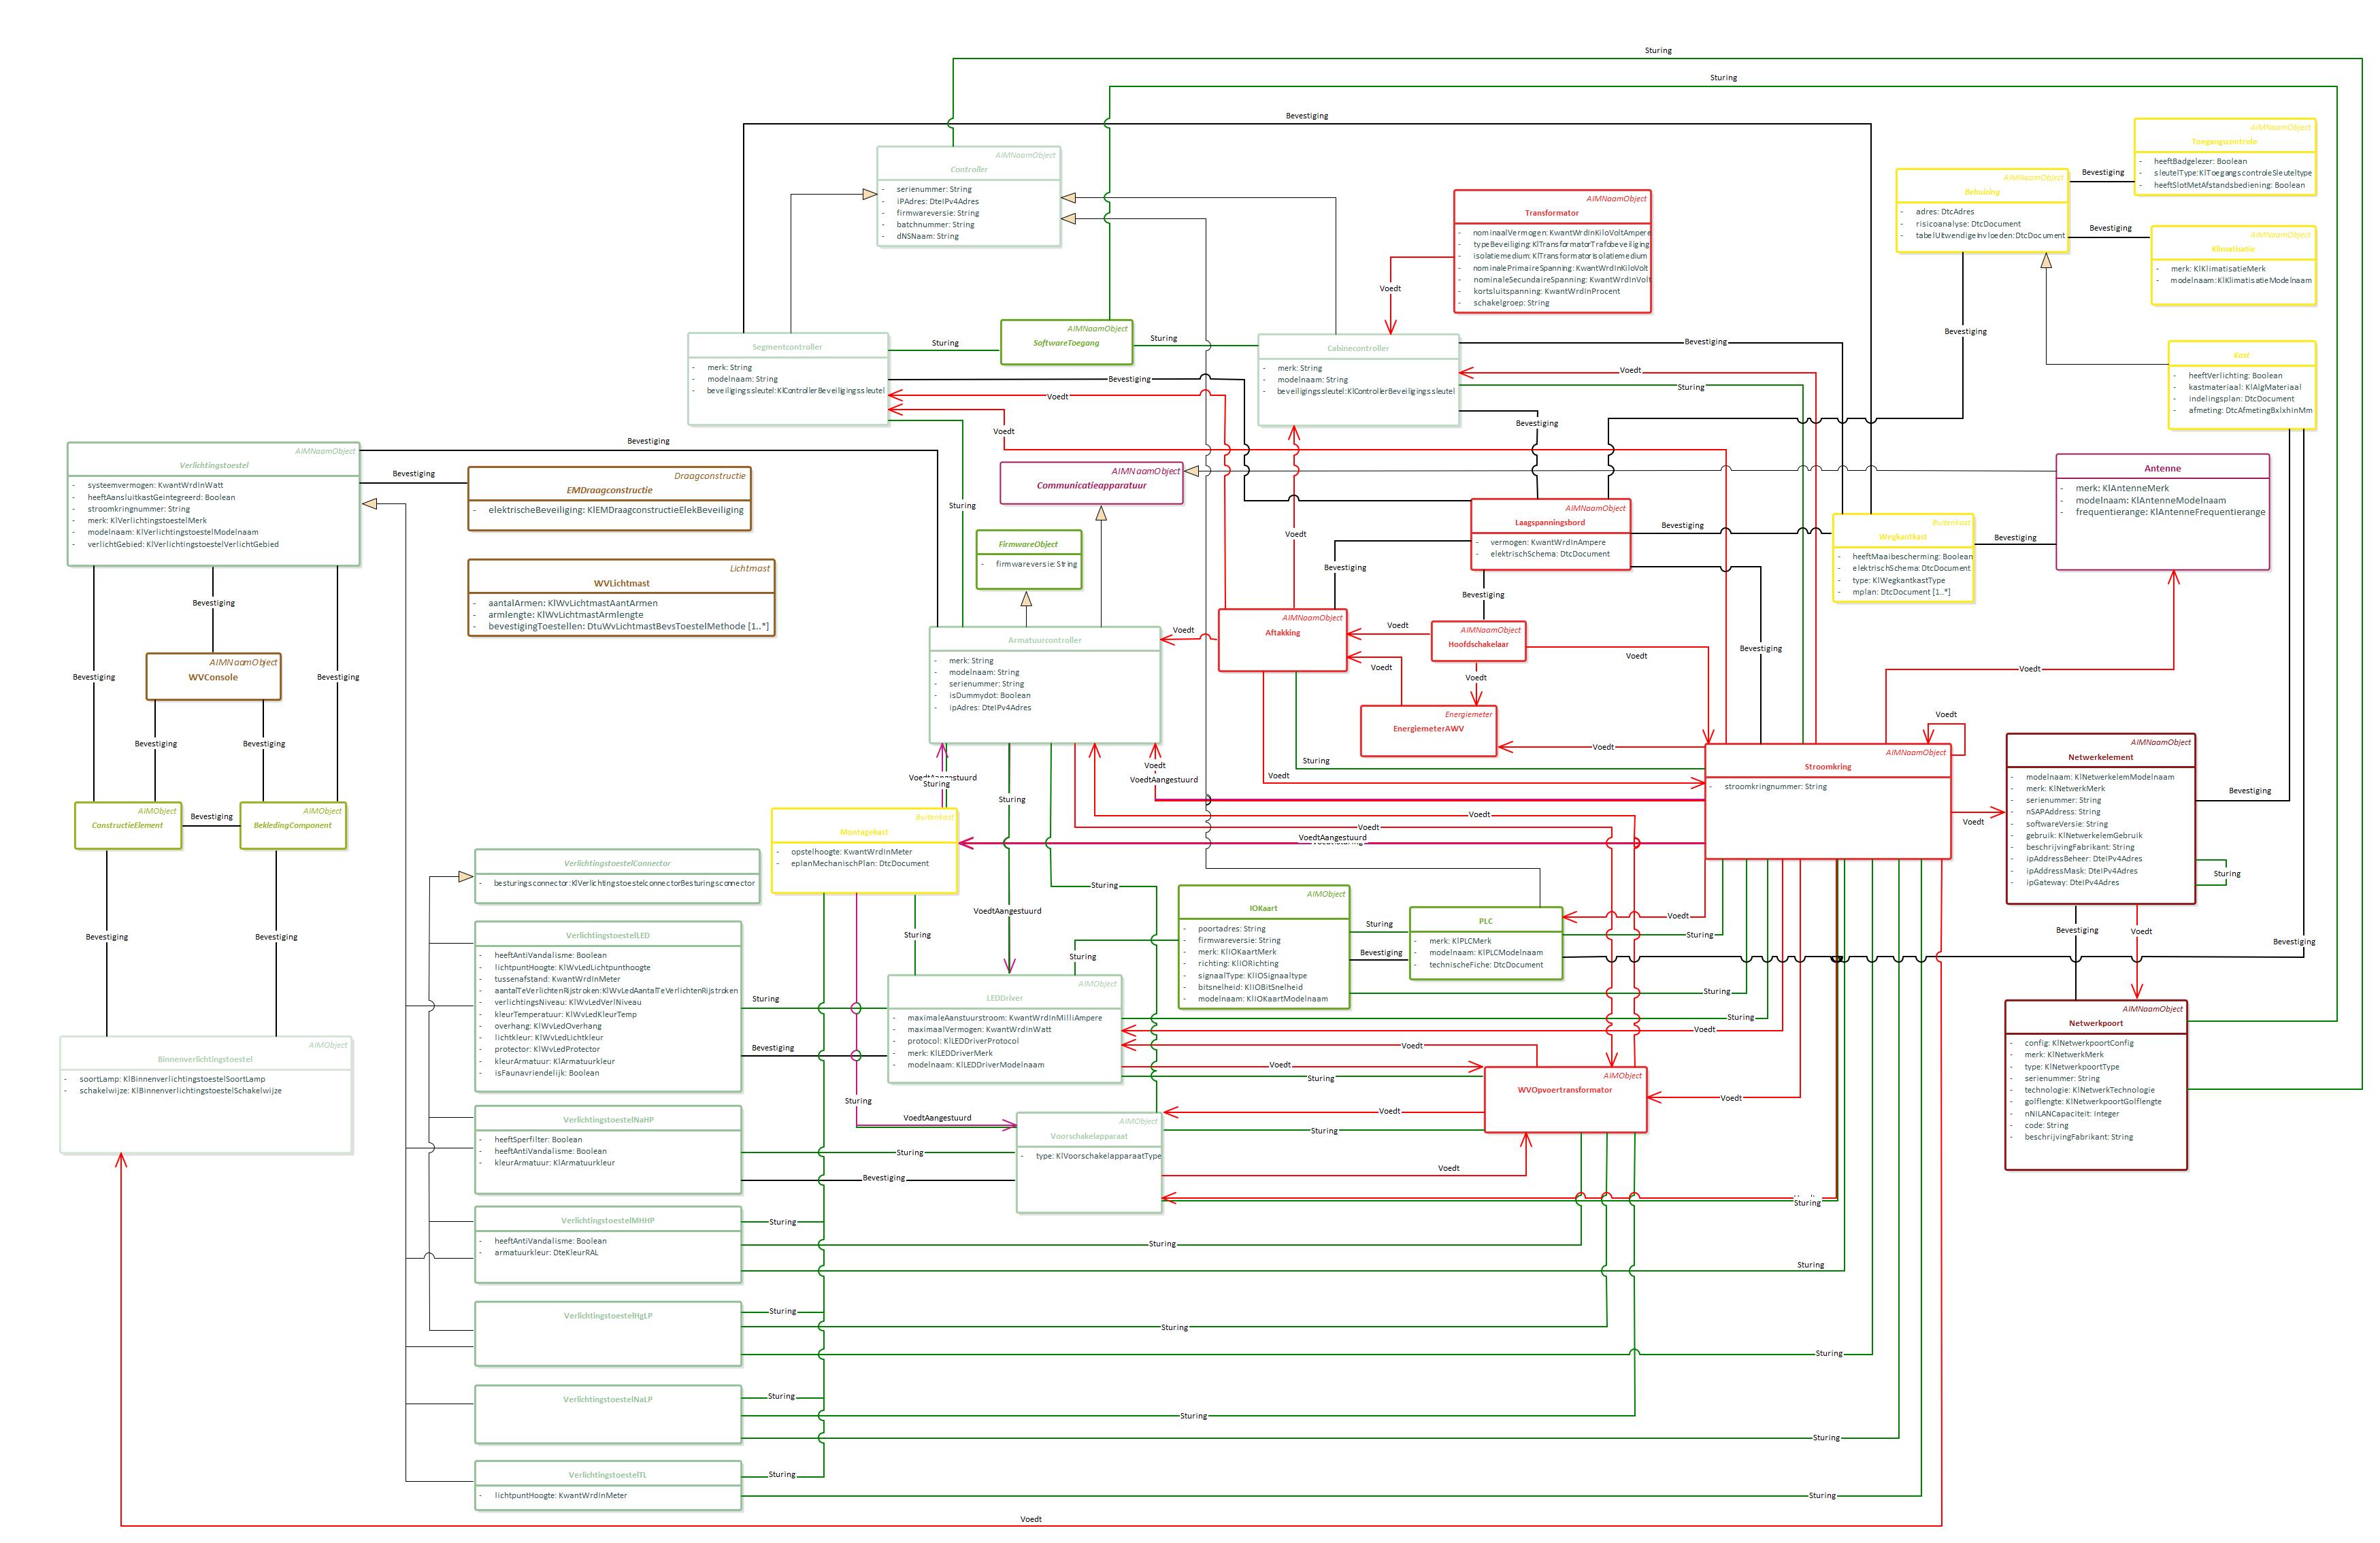 Sturing
Sturing
Bevestiging
AIMNaamObject
Controller
- serienummer: String
- iPAdres: DteIPv4Adres
- firmwareversie: String
- batchnummer: String
- dNSNaam: String
AIMNaamObject
Transformator
- nominaalVermogen: KwantWrdInKiloVoltAmpere
- typeBeveiliging: KlTransformatorTrafobeveiliging
- isolatiemedium: KlTransformatorIsolatiemedium
- nominalePrimaireSpanning: KwantWrdInKiloVolt
- nominaleSecundaireSpanning: KwantWrdInVolt
- kortsluitspanning: KwantWrdInProcent
- schakelgroep: String
Voedt
AIMNaamObject
Behuizing
- adres: DtcAdres
- risicoanalyse: DtcDocument
- tabelUitwendigeInvloeden: DtcDocument
Bevestiging
Bevestiging
AIMNaamObject
Toegangscontrole
- heeftBadgelezer: Boolean
- sleutelType: KlToegangscontroleSleuteltype
- heeftSlotMetAfstandsbediening: Boolean
AIMNaamObject
Klimatisatie
- merk: KlKlimatisatieMerk
- modelnaam: KlKlimatisatieModelnaam
Bevestiging
Kast
- heeftVerlichting: Boolean
- kastmateriaal: KlAlgMateriaal
- indelingsplan: DtcDocument
- afmeting: DtcAfmetingBxlxhInMm
Segmentcontroller
- merk: String
- modelnaam: String
- beveiligingssleutel: KlControllerBeveiligingssleutel
Sturing
AIMNaamObject
SoftwareToegang
Sturing
Cabinecontroller
- merk: String
- modelnaam: String
- beveiligingssleutel: KlControllerBeveiligingssleutel
Bevestiging
Voedt
Sturing
Bevestiging
Bevestiging
Voedt
Voedt
Sturing
Voedt
AIMNaamObject
Verlichtingstoestel
- systeemvermogen: KwantWrdInWatt
- heeftAansluitkastGeintegreerd: Boolean
- stroomkringnummer: String
- merk: KlVerlichtingstoestelMerk
- modelnaam: KlVerlichtingstoestelModelnaam
- verlichtGebied: KlVerlichtingstoestelVerlichtGebied
Bevestiging
Bevestiging
Draagconstructie
EMDraagconstructie
- elektrischeBeveiliging: KlEMDraagconstructieElekBeveiliging
Lichtmast
WVLichtmast
- aantalArmen: KlWvLichtmastAantArmen
- armlengte: KlWvLichtmastArmlengte
- bevestigingToestellen: DtuWvLichtmastBevsToestelMethode [1..*]
AIMNaamObject
Communicatieapparatuur
FirmwareObject
- firmwareversie: String
AIMNaamObject
Laagspanningsbord
- vermogen: KwantWrdInAmpere
- elektrischSchema: DtcDocument
Bevestiging
Buitenkast
Wegkantkast
- heeftMaaibescherming: Boolean
- elektrischSchema: DtcDocument
- type: KlWegkantkastType
- mplan: DtcDocument [1..*]
Bevestiging
Antenne
- merk: KlAntenneMerk
- modelnaam: KlAntenneModelnaam
- frequentierange: KlAntenneFrequentierange
Bevestiging
Bevestiging
Bevestiging
Bevestiging
Bevestiging
Bevestiging
AIMNaamObject
WVConsole
Bevestiging
Bevestiging
AIMObject
ConstructieElement
Bevestiging
AIMObject
BekledingComponent
Bevestiging
Bevestiging
Armatuurcontroller
- merk: String
- modelnaam: String
- serienummer: String
- isDummydot: Boolean
- ipAdres: DteIPv4Adres
Voedt
AIMNaamObject
Aftakking
Voedt
Voedt
AIMNaamObject
Hoofdschakelaar
Voedt
Voedt
Voedt
Energiemeter
EnergiemeterAWV
Voedt
Sturing
Voedt
Voedt
AIMNaamObject
Stroomkring
- stroomkringnummer: String
Voedt
AIMNaamObject
Netwerkelement
- modelnaam: KlNetwerkelemModelnaam
- merk: KlNetwerkMerk
- serienummer: String
- nSAPAddress: String
- softwareVersie: String
- gebruik: KlNetwerkelemGebruik
- beschrijvingFabrikant: String
- ipAddressBeheer: DteIPv4Adres
- ipAddressMask: DteIPv4Adres
- ipGateway: DteIPv4Adres
Bevestiging
Sturing
Bevestiging
Voedt
Bevestiging
AIMNaamObject
Netwerkpoort
- config: KlNetwerkpoortConfig
- merk: KlNetwerkMerk
- type: KlNetwerkpoortType
- serienummer: String
- technologie: KlNetwerkTechnologie
- golflengte: KlNetwerkpoortGolflengte
- nNILANCapaciteit: Integer
- code: String
- beschrijvingFabrikant: String
VoedtAangestuurd
Sturing
Sturing
Voedt
VoedtAangestuurd
Voedt
Voedt
VoedtAangestuurd
Buitenkast
Montagekast
- opstelhoogte: KwantWrdInMeter
- eplanMechanischPlan: DtcDocument
VerlichtingstoestelConnector
- besturingsconnector: KlVerlichtingstoestelconnectorBesturingsconnector
VoedtAangestuurd
Sturing
Sturing
Sturing
AIMObject
IOKaart
- poortadres: String
- firmwareversie: String
- merk: KlIOKaartMerk
- richting: KlIORichting
- signaalType: KlIOSignaaltype
- bitsnelheid: KlIOBitSnelheid
- modelnaam: KlIOKaartModelnaam
Sturing
Bevestiging
PLC
- merk: KlPLCMerk
- modelnaam: KlPLCModelnaam
- technischeFiche: DtcDocument
Voedt
Sturing
Sturing
VerlichtingstoestelLED
- heeftAntiVandalisme: Boolean
- lichtpuntHoogte: KlWvLedLichtpunthoogte
- tussenafstand: KwantWrdInMeter
- aantalTeVerlichtenRijstroken: KlWvLedAantalTeVerlichtenRijstroken
- verlichtingsNiveau: KlWvLedVerlNiveau
- kleurTemperatuur: KlWvLedKleurTemp
- overhang: KlWvLedOverhang
- lichtkleur: KlWvLedLichtkleur
- protector: KlWvLedProtector
- kleurArmatuur: KlArmatuurkleur
- isFaunavriendelijk: Boolean
Sturing
Bevestiging
AIMObject
LEDDriver
- maximaleAanstuurstroom: KwantWrdInMilliAmpere
- maximaalVermogen: KwantWrdInWatt
- protocol: KlLEDDriverProtocol
- merk: KlLEDDriverMerk
- modelnaam: KlLEDDriverModelnaam
Sturing
Voedt
Voedt
Voedt
Sturing
AIMObject
WVOpvoertransformator
Voedt
AIMObject
Binnenverlichtingstoestel
- soortLamp: KlBinnenverlichtingstoestelSoortLamp
- schakelwijze: KlBinnenverlichtingstoestelSchakelwijze
VerlichtingstoestelNaHP
- heeftSperfilter: Boolean
- heeftAntiVandalisme: Boolean
- kleurArmatuur: KlArmatuurkleur
Sturing
VoedtAangestuurd
Sturing
Bevestiging
AIMObject
Voorschakelapparaat
- type: KlVoorschakelapparaatType
Voedt
Sturing
Voedt
Sturing
VerlichtingstoestelMHHP
- heeftAntiVandalisme: Boolean
- armatuurkleur: DteKleurRAL
Sturing
Sturing
Sturing
VerlichtingstoestelHgLP
Sturing
Sturing
Sturing
VerlichtingstoestelNaLP
Sturing
Sturing
Sturing
VerlichtingstoestelTL
- lichtpuntHoogte: KwantWrdInMeter
Sturing
Sturing
Voedt